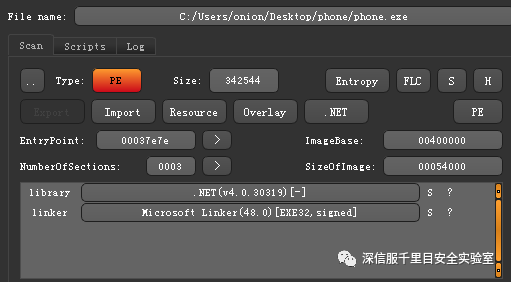 File name: C:/Users/onion/Desktop/phone/phone.exe
Scan Scripts Log
.. Type: PE Size: 342544 Entropy FLC S H
Export Import Resource Overlay .NET PE
EntryPoint: 00037e7e > ImageBase: 00400000
NumberOfSections: 0003 > SizeOfImage: 00054000
library .NET(v4.0.30319)[-] S ?
linker Microsoft Linker(48.0)[EXE32,signed] S ?
深信服千里目安全实验室